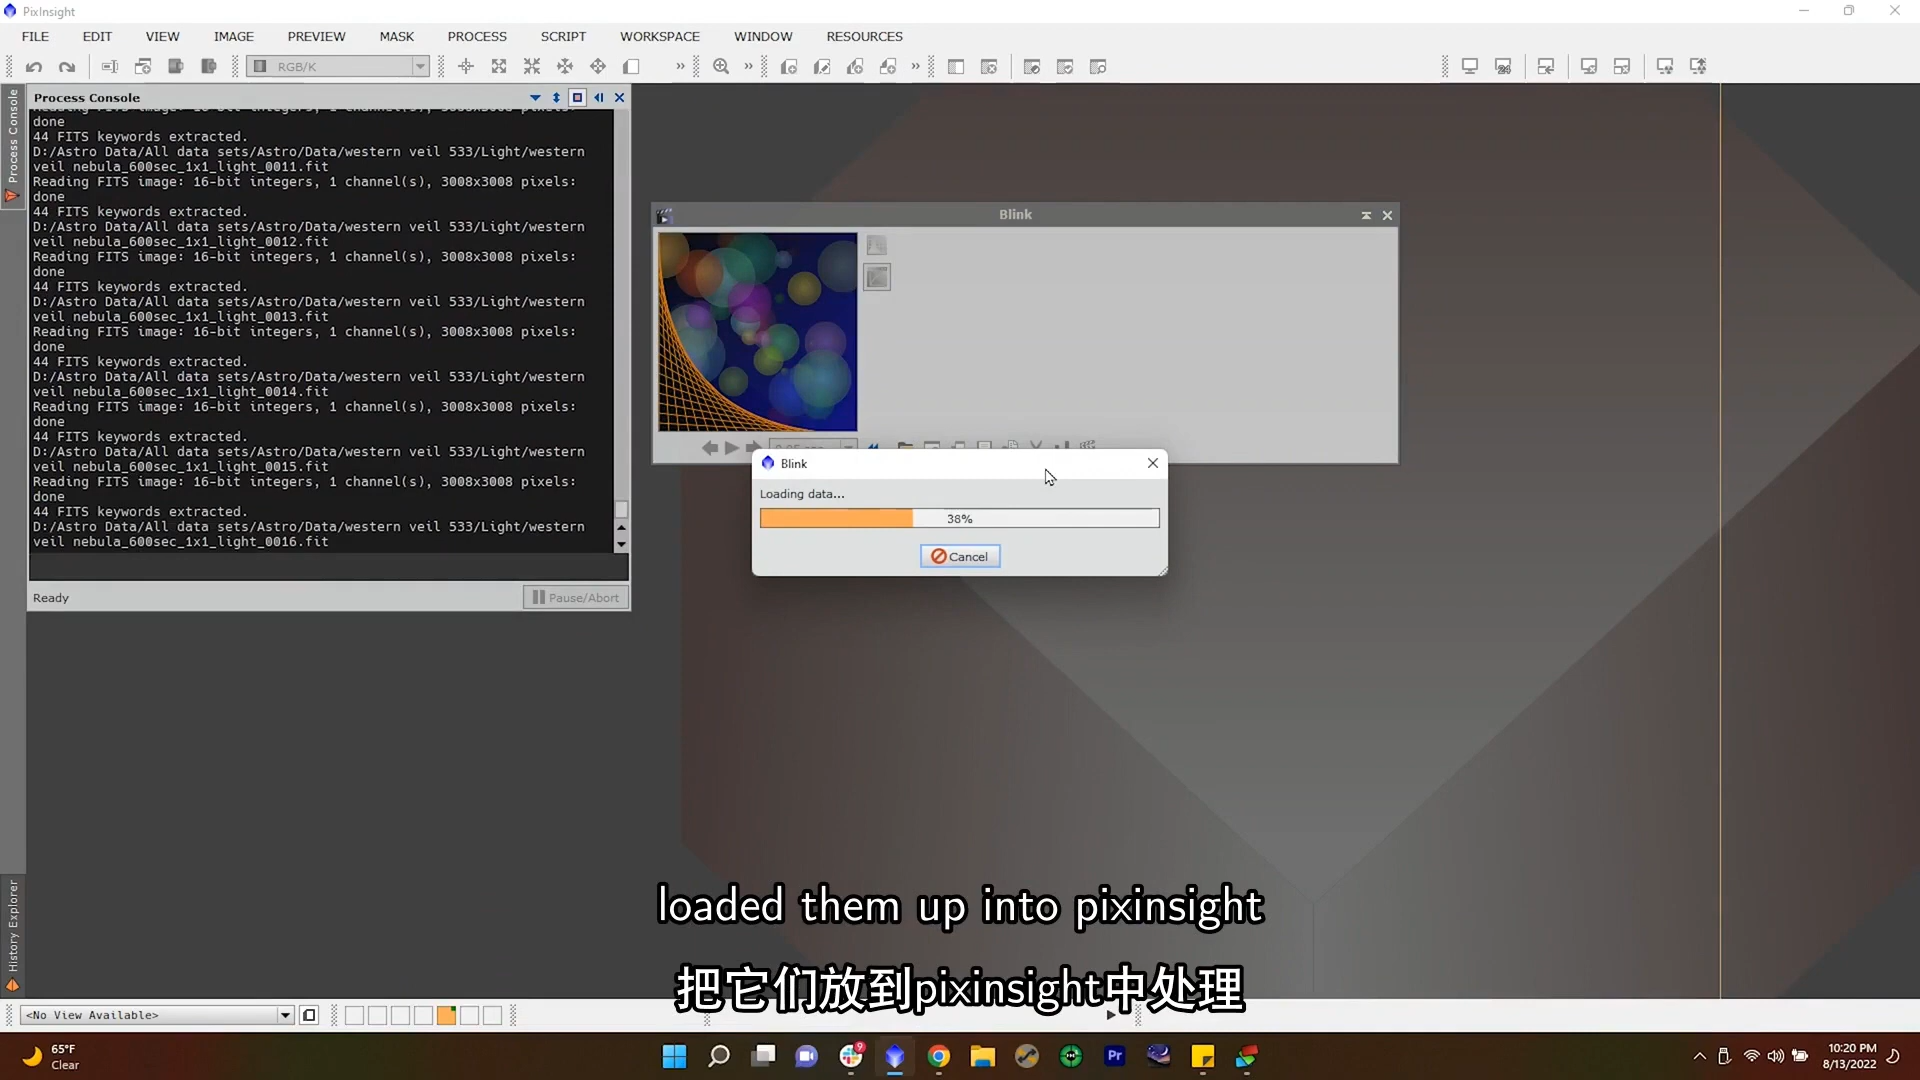 PixInsight
FILE EDIT VIEW IMAGE PREVIEW MASK PROCESS SCRIPT WORKSPACE WINDOW RESOURCES
RGB/K
Process Console
Process Console
done
44 FITS keywords extracted.
D:/Astro Data/All data sets/Astro/Data/western veil 533/Light/western
veil nebula_600sec_1x1_light_0011.fit
Reading FITS image: 16-bit integers, 1 channel(s), 3008x3008 pixels:
done
44 FITS keywords extracted.
D:/Astro Data/All data sets/Astro/Data/western veil 533/Light/western
veil nebula_600sec_1x1_light_0012.fit
Reading FITS image: 16-bit integers, 1 channel(s), 3008x3008 pixels:
done
44 FITS keywords extracted.
D:/Astro Data/All data sets/Astro/Data/western veil 533/Light/western
veil nebula_600sec_1x1_light_0013.fit
Reading FITS image: 16-bit integers, 1 channel(s), 3008x3008 pixels:
done
44 FITS keywords extracted.
D:/Astro Data/All data sets/Astro/Data/western veil 533/Light/western
veil nebula_600sec_1x1_light_0014.fit
Reading FITS image: 16-bit integers, 1 channel(s), 3008x3008 pixels:
done
44 FITS keywords extracted.
D:/Astro Data/All data sets/Astro/Data/western veil 533/Light/western
veil nebula_600sec_1x1_light_0015.fit
Reading FITS image: 16-bit integers, 1 channel(s), 3008x3008 pixels:
done
44 FITS keywords extracted.
D:/Astro Data/All data sets/Astro/Data/western veil 533/Light/western
veil nebula_600sec_1x1_light_0016.fit
Ready
Pause/Abort
Blink
Blink
Loading data...
38%
Cancel
History Explorer
loaded them up into pixinsight
把它们放到pixinsight中处理
<No View Available>
65°F
Clear
9
Pr
10:20 PM
8/13/2022